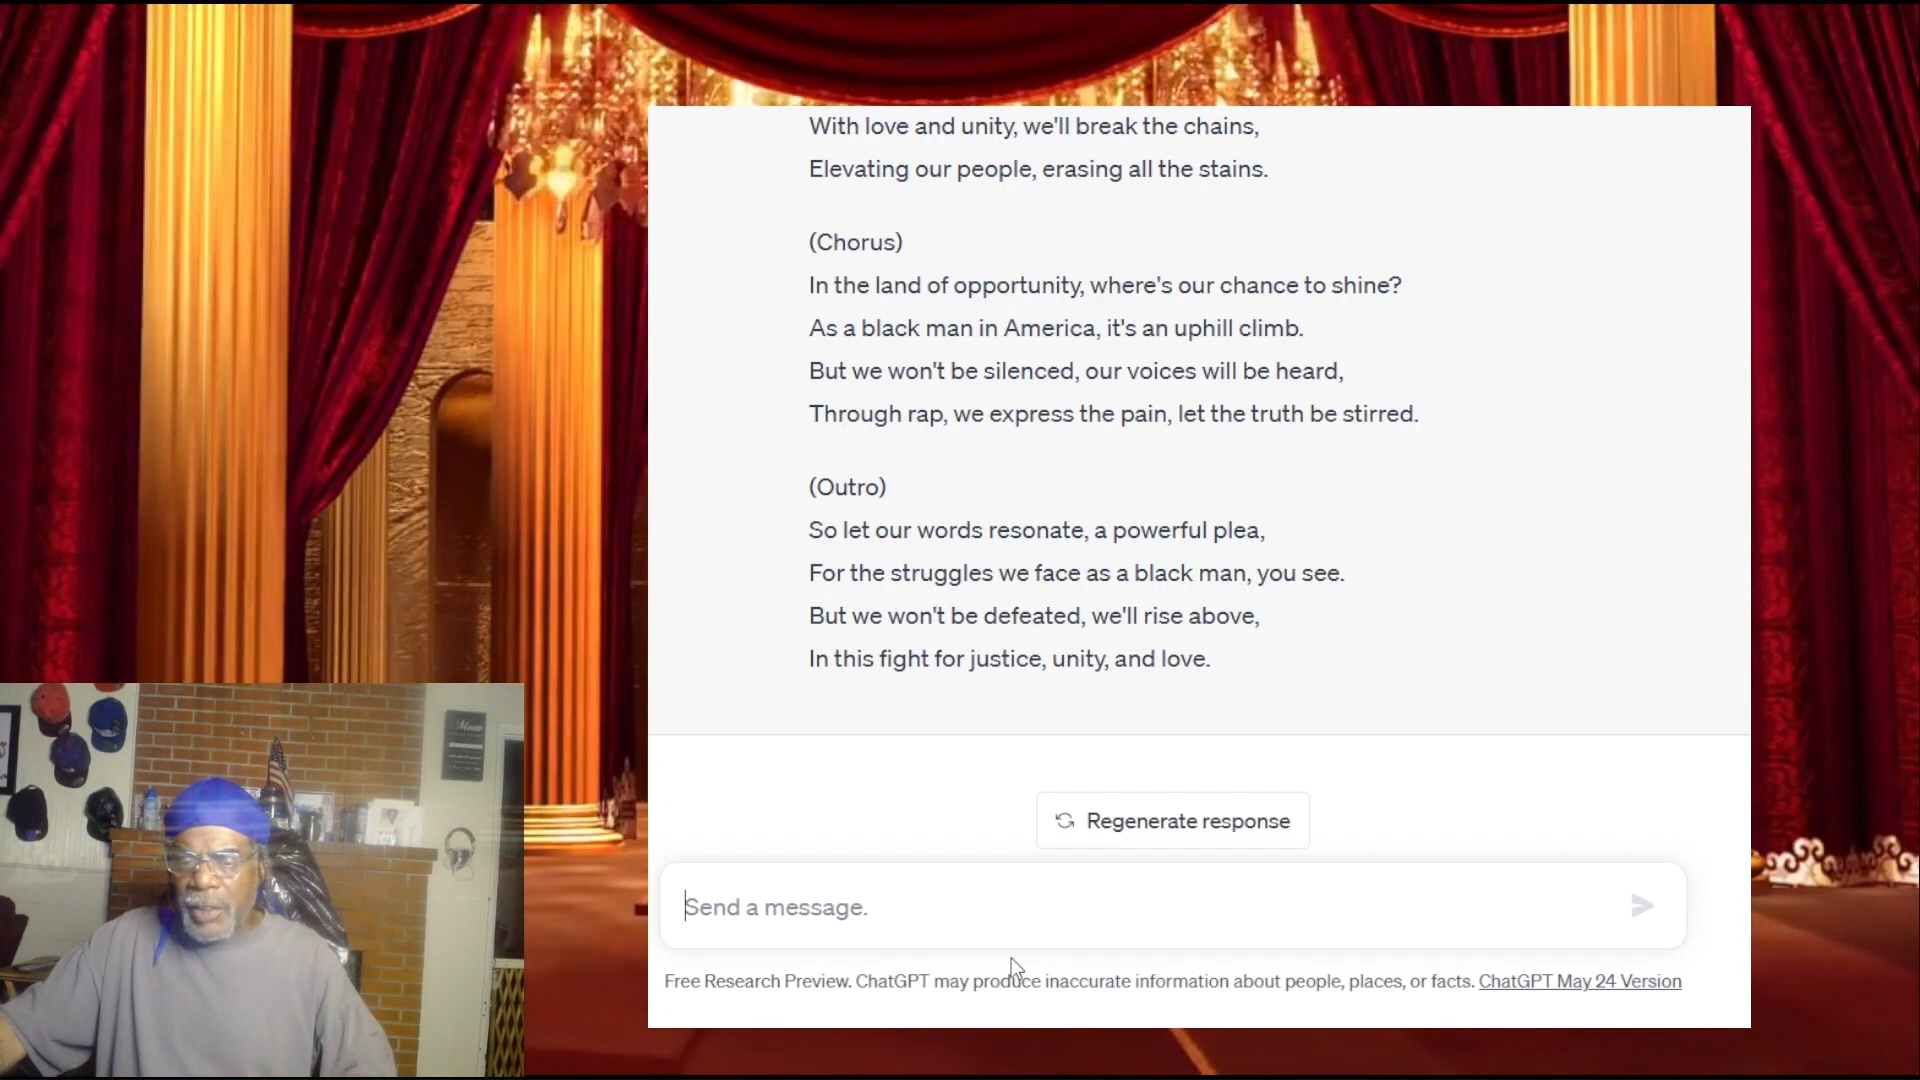 With love and unity, we'll break the chains,
Elevating our people, erasing all the stains.
(Chorus)
In the land of opportunity, where's our chance to shine?
As a black man in America, it's an uphill climb.
But we won't be silenced, our voices will be heard,
Through rap, we express the pain, let the truth be stirred.
(Outro)
So let our words resonate, a powerful plea,
For the struggles we face as a black man, you see.
But we won't be defeated, we'll rise above,
In this fight for justice, unity, and love.
Regenerate response
Send a message.
Free Research Preview. ChatGPT may produce inaccurate information about people, places, or facts. ChatGPT May 24 Version